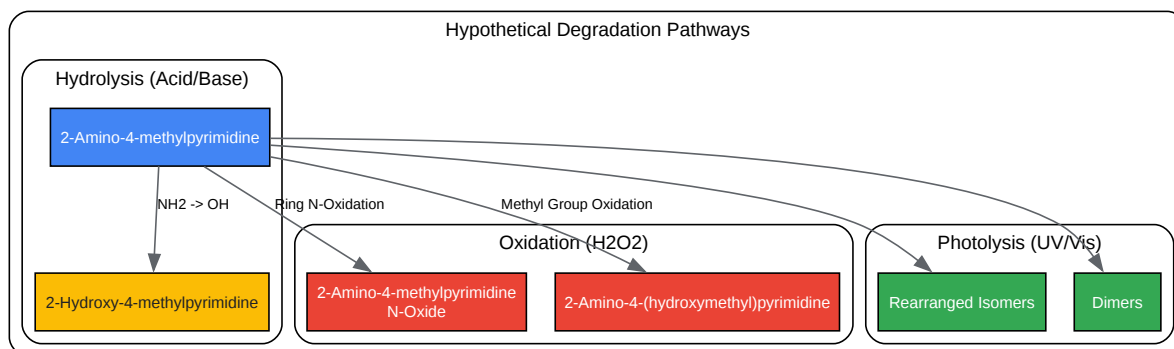 Hypothetical Degradation Pathways
Hydrolysis (Acid/Base)
2-Amino-4-methylpyrimidine
NH2 -> OH
Ring N-Oxidation
Methyl Group Oxidation
Oxidation (H2O2)
Photolysis (UV/Vis)
2-Hydroxy-4-methylpyrimidine
2-Amino-4-methylpyrimidine
N-Oxide
2-Amino-4-(hydroxymethyl)pyrimidine
Rearranged Isomers
Dimers